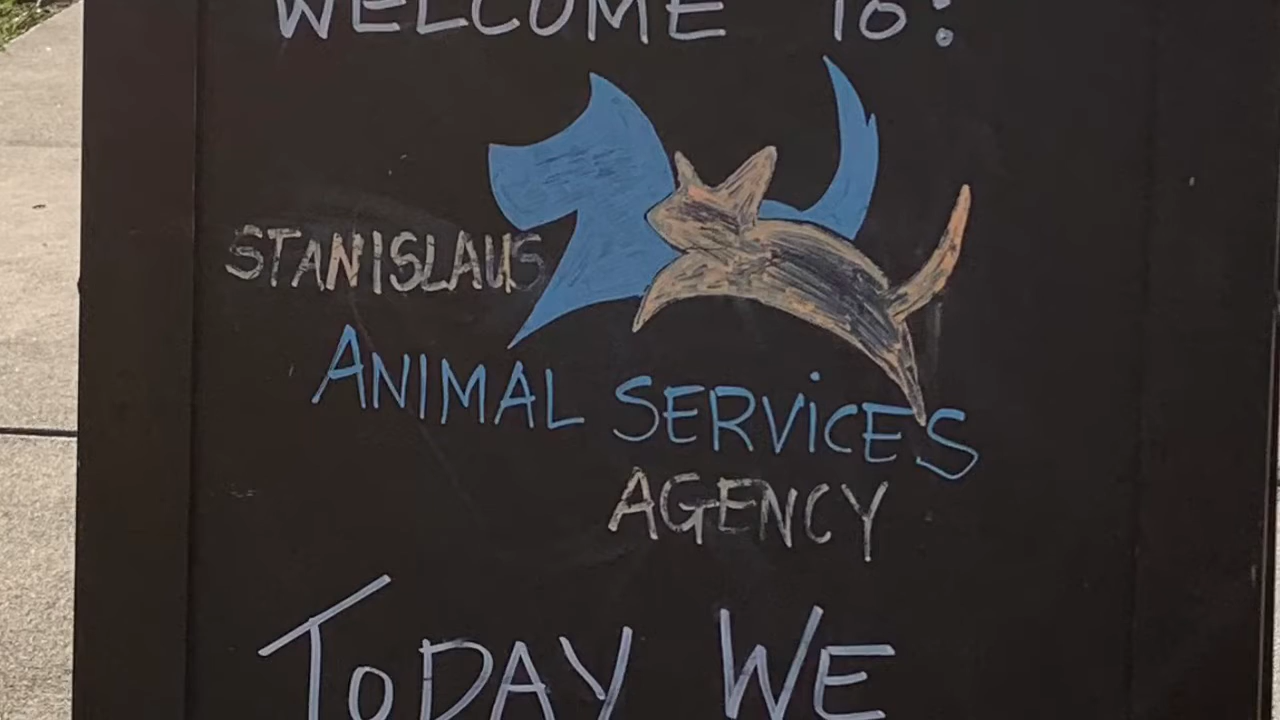 WELCOME TO:
STANISLAUS
ANIMAL SERVICES
AGENCY
TODAY WE